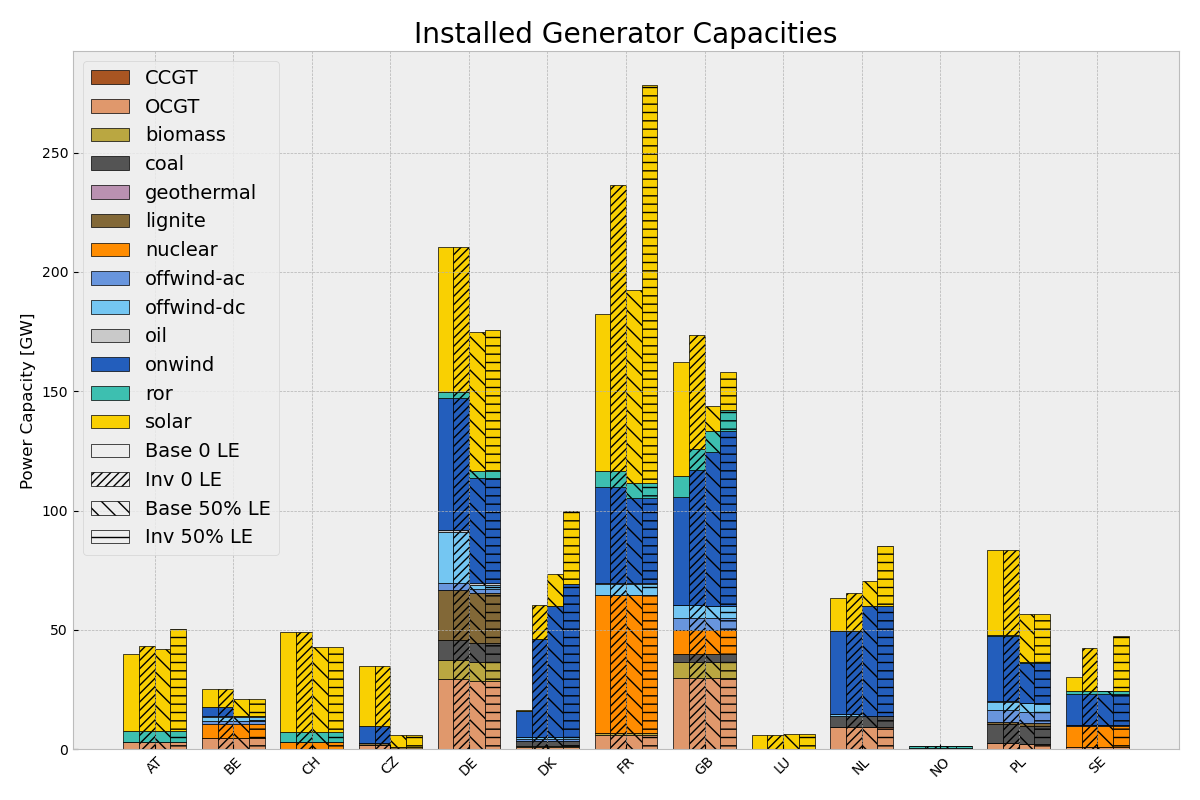 Installed Generator Capacities
Power Capacity [GW]
250
200
150
100
50
0
CCGT
OCGT
biomass
coal
geothermal
lignite
nuclear
offwind-ac
offwind-dc
oil
onwind
ror
solar
Base 0 LE
Inv 0 LE
Base 50% LE
Inv 50% LE
AT BE CH CZ DE DK FR GB LU NL NO PL SE